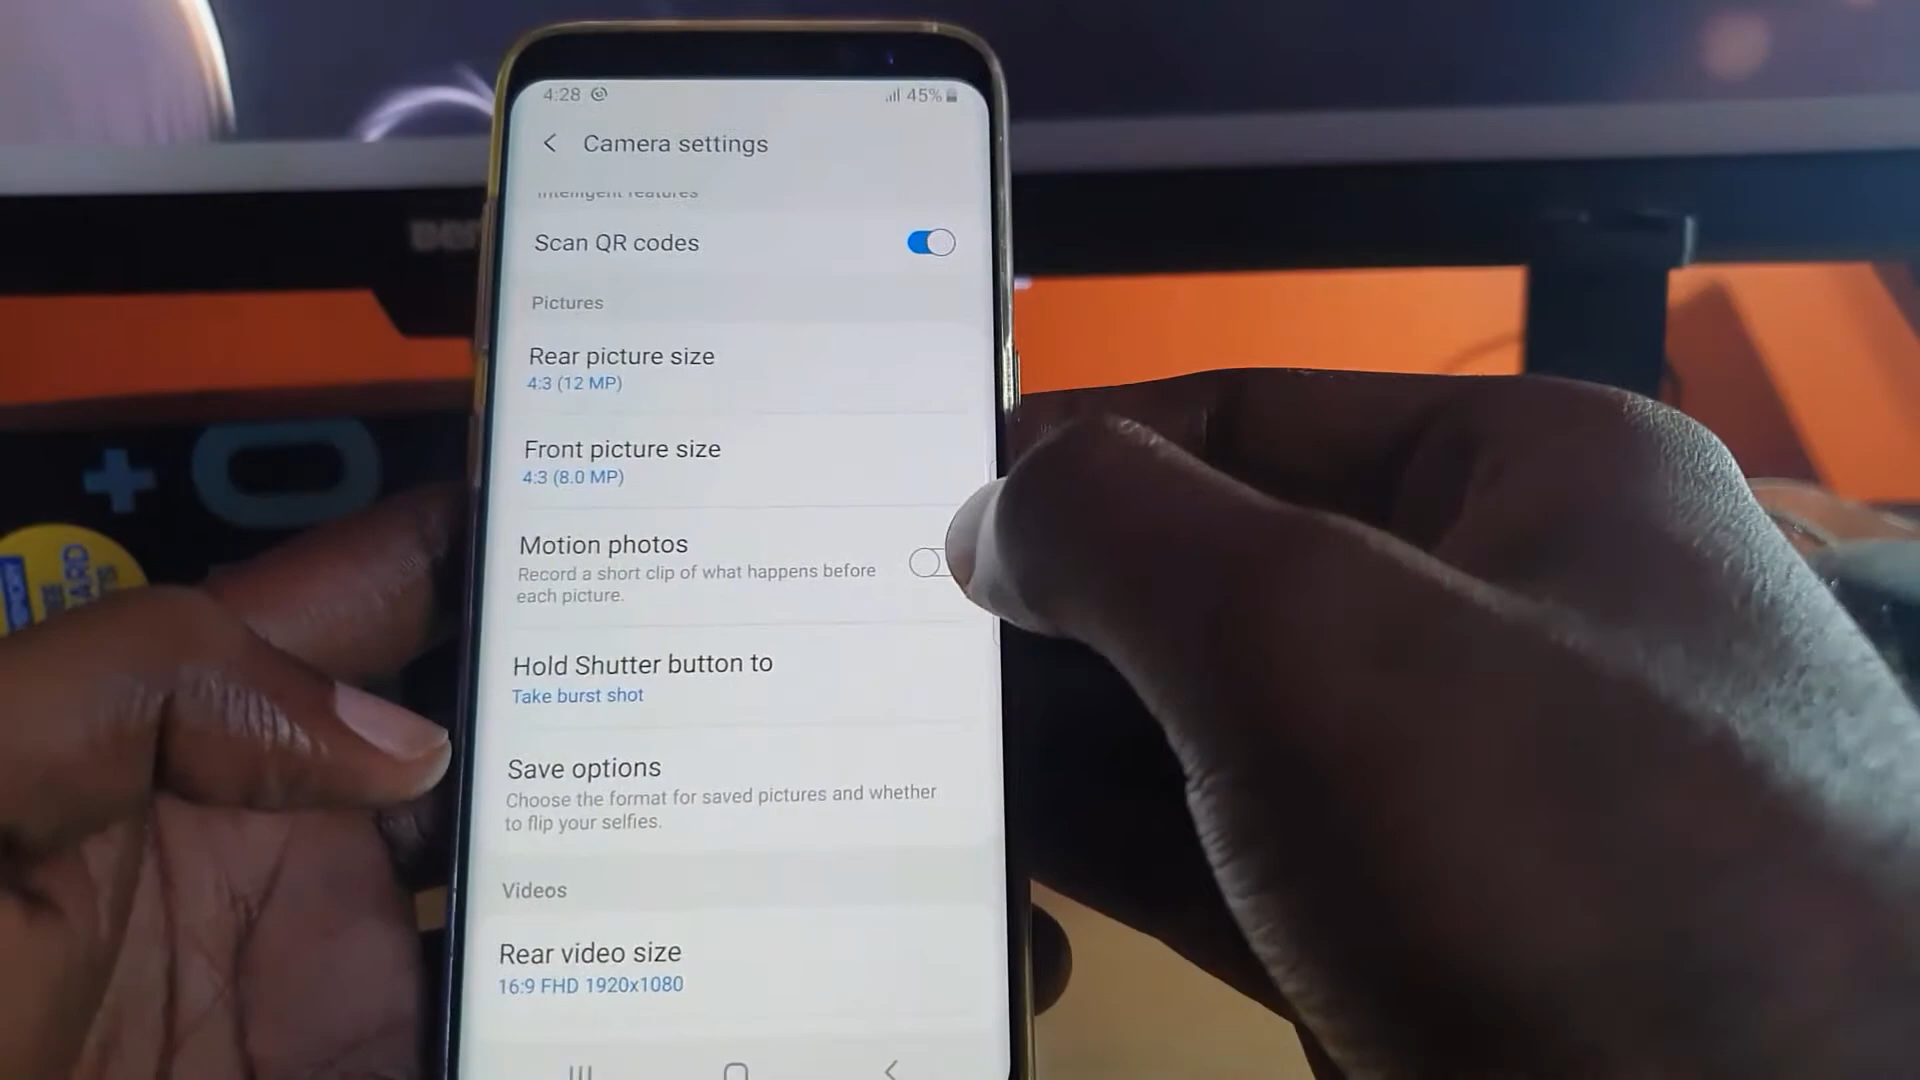 4:28 45%
Camera settings
Intelligent features
Scan QR codes
Pictures
Rear picture size
4:3 (12 MP)
Front picture size
4:3 (8.0 MP)
Motion photos
Record a short clip of what happens before
each picture.
Hold Shutter button to
Take burst shot
Save options
Choose the format for saved pictures and whether
to flip your selfies.
Videos
Rear video size
16:9 FHD 1920x1080